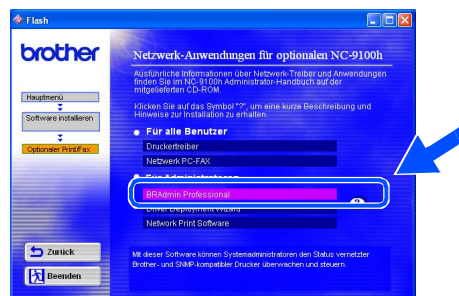 Flash
brother
Netzwerk-Anwendungen für optionalen NC-9100h
Ausführliche Informationen über Netzwerk-Treiber und Anwendungen
finden Sie im NC-9100h Administrator-Handbuch auf der
mitgelieferten CD-ROM.
Klicken Sie auf das Symbol "?", um eine kurze Beschreibung und
Hinweise zur Installation zu erhalten.
Hauptmenü
Software installieren
Optionaler Print/Fax
Für alle Benutzer
Druckertreiber
Netzwerk PC-FAX
Für Administratoren
BRAdmin Professional
Driver Deployment Wizard
Network Print Software
Zurück
Beenden
Mit dieser Software können Systemadministratoren den Status vernetzter
Brother- und SNMP-kompatibler Drucker überwachen und steuern.